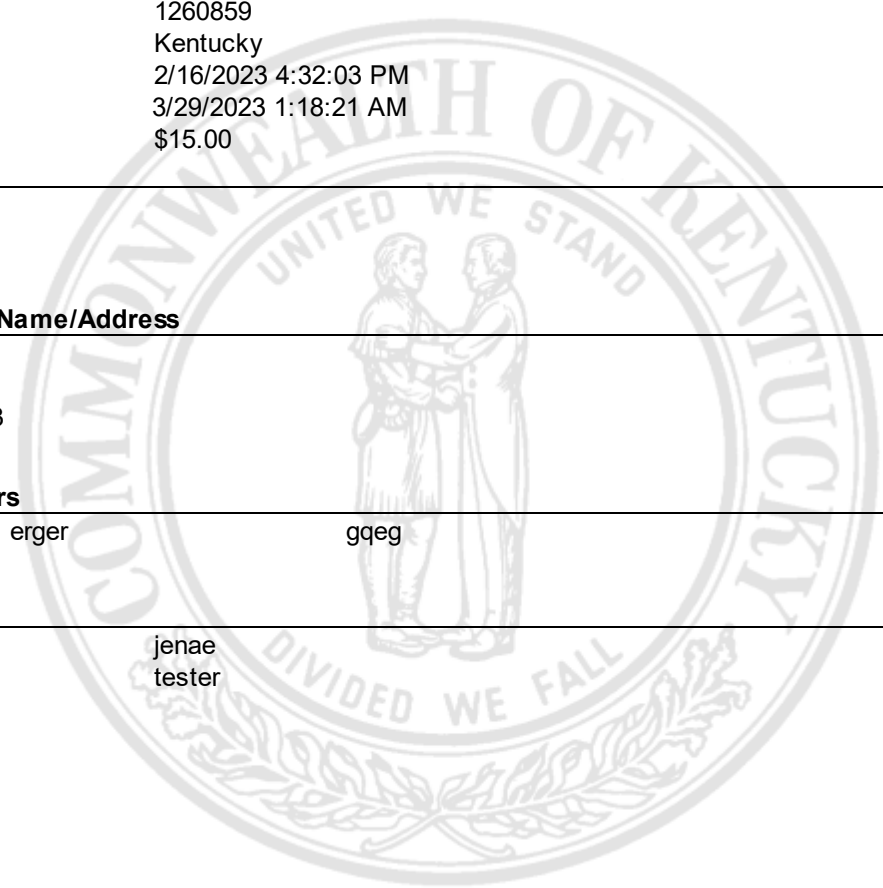 1260859
Kentucky
2/16/2023 4:32:03 PM
3/29/2023 1:18:21 AM
$15.00
COMMONWEALTH OF KENTUCKY
UNITED WE STAND
Name/Address
3
rs
erger gqeg
jenae
tester
DIVIDED WE FALL